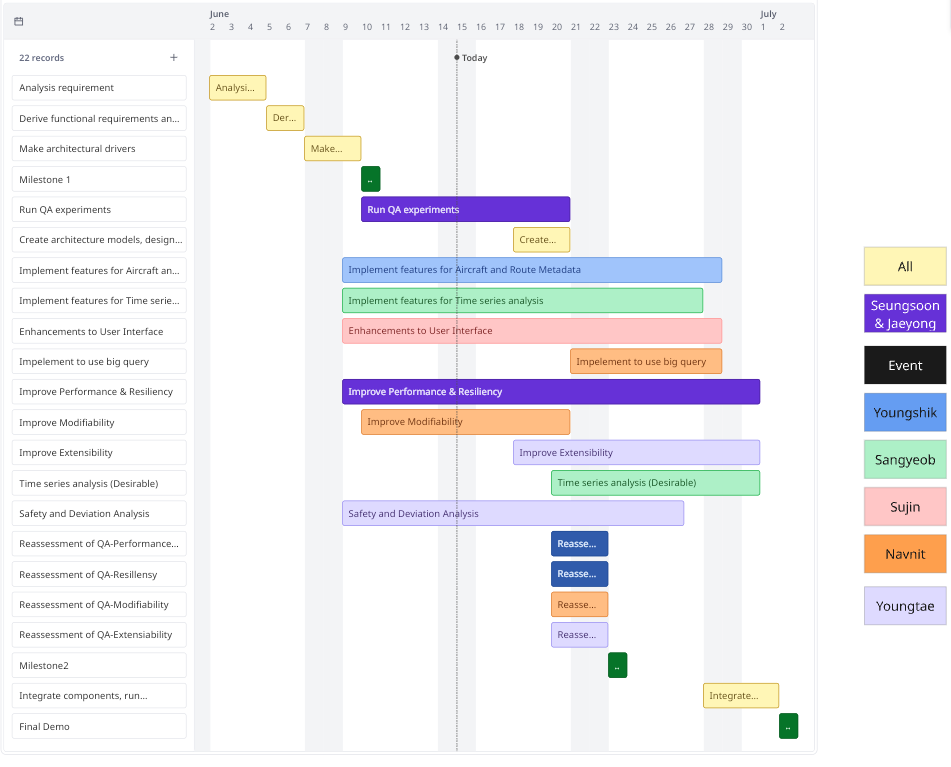 June July
2 3 4 5 6 7 8 9 10 11 12 13 14 15 16 17 18 19 20 21 22 23 24 25 26 27 28 29 30 1 2
22 records +
Today
Analysis requirement Analysi...
Derive functional requirements an... Der...
Make architectural drivers Make...
Milestone 1 ..
Run QA experiments Run QA experiments
Create architecture models, design... Create...
Implement features for Aircraft an... Implement features for Aircraft and Route Metadata
Implement features for Time serie... Implement features for Time series analysis
Enhancements to User Interface Enhancements to User Interface
Impelement to use big query Impelement to use big query
Improve Performance & Resiliency Improve Performance & Resiliency
Improve Modifiability Improve Modifiability
Improve Extensibility Improve Extensibility
Time series analysis (Desirable) Time series analysis (Desirable)
Safety and Deviation Analysis Safety and Deviation Analysis
Reassessment of QA-Performance... Reasse...
Reassessment of QA-Resillensy Reasse...
Reassessment of QA-Modifiability Reasse...
Reassessment of QA-Extensiability Reasse...
Milestone2 ..
Integrate components, run... Integrate...
Final Demo ..
All
Seungsoon
& Jaeyong
Event
Youngshik
Sangyeob
Sujin
Navnit
Youngtae